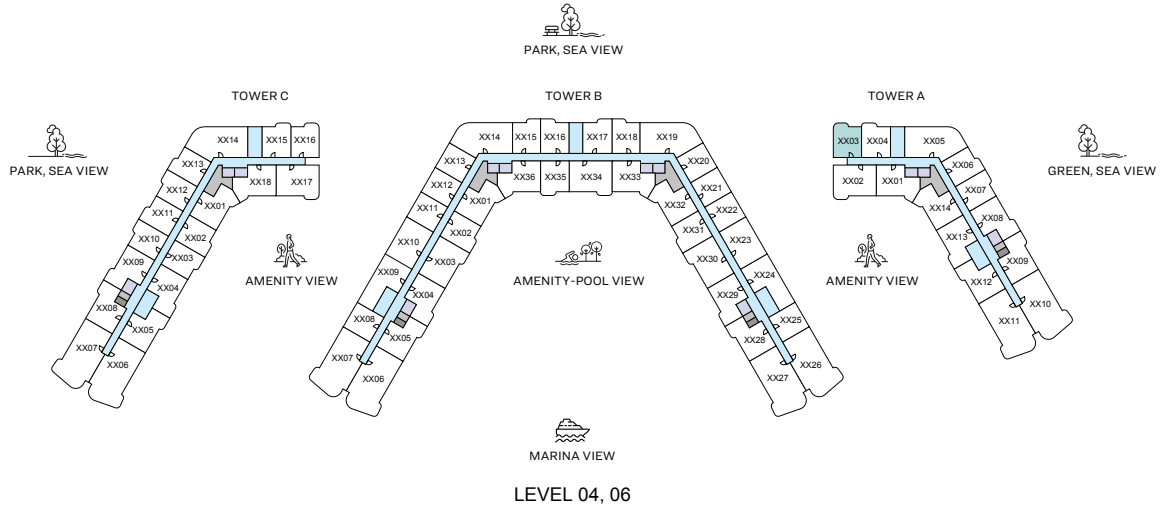 PARK, SEA VIEW
TOWER C
TOWER B
TOWER A
PARK, SEA VIEW
GREEN, SEA VIEW
XX14
XX15
XX16
XX13
XX12
XX11
XX10
XX09
XX08
XX07
XX06
XX05
XX04
XX03
XX02
XX01
XX18
XX17
XX14
XX15
XX16
XX17
XX18
XX19
XX13
XX12
XX11
XX10
XX09
XX08
XX07
XX06
XX05
XX04
XX03
XX02
XX01
XX36
XX35
XX34
XX33
XX32
XX31
XX30
XX29
XX28
XX27
XX26
XX25
XX24
XX23
XX22
XX21
XX20
XX03
XX04
XX05
XX06
XX07
XX08
XX09
XX10
XX11
XX12
XX13
XX14
XX01
XX02
AMENITY VIEW
AMENITY-POOL VIEW
AMENITY VIEW
MARINA VIEW
LEVEL 04, 06